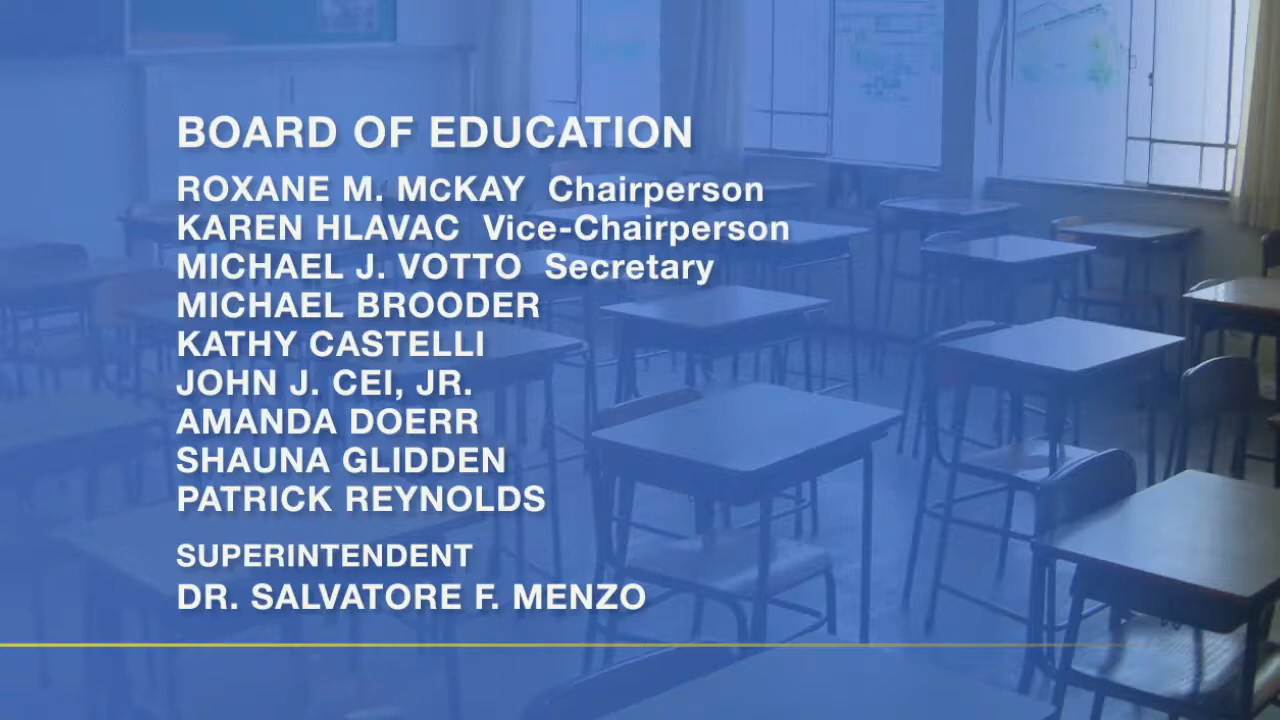 BOARD OF EDUCATION
ROXANE M. McKAY Chairperson
KAREN HLAVAC Vice-Chairperson
MICHAEL J. VOTTO Secretary
MICHAEL BROODER
KATHY CASTELLI
JOHN J. CEI, JR.
AMANDA DOERR
SHAUNA GLIDDEN
PATRICK REYNOLDS
SUPERINTENDENT
DR. SALVATORE F. MENZO